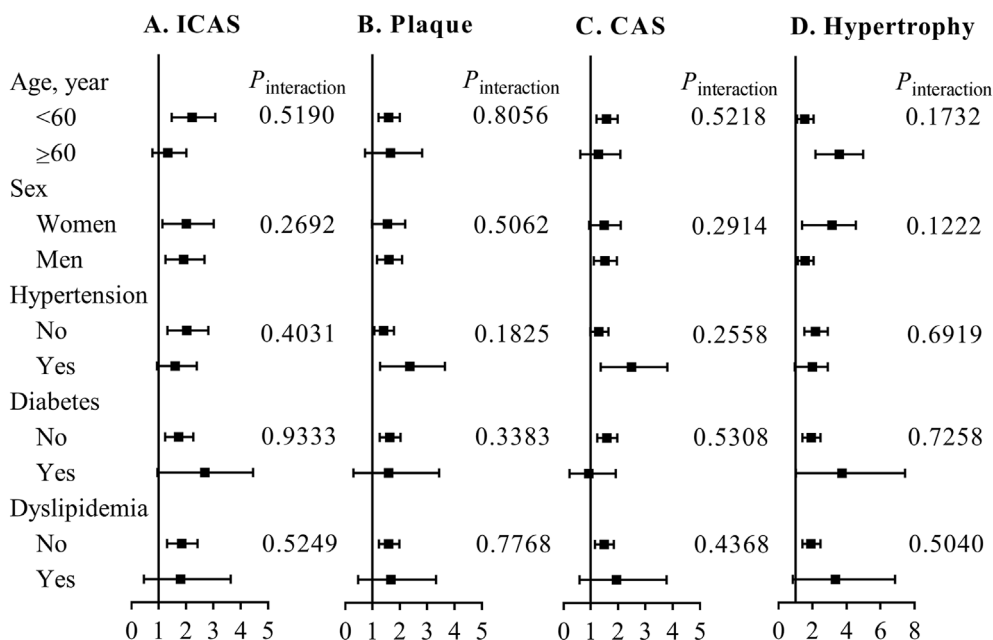 A. ICAS B. Plaque C. CAS D. Hypertrophy
Age, year P interaction P interaction P interaction P interaction
<60 0.5190 0.8056 0.5218 0.1732
≥60
Sex
Women 0.2692 0.5062 0.2914 0.1222
Men
Hypertension
No 0.4031 0.1825 0.2558 0.6919
Yes
Diabetes
No 0.9333 0.3383 0.5308 0.7258
Yes
Dyslipidemia
No 0.5249 0.7768 0.4368 0.5040
Yes
0 1 2 3 4 5 0 1 2 3 4 5 0 1 2 3 4 5 0 2 4 6 8